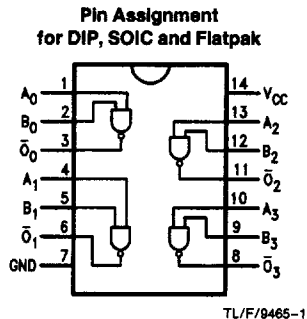 Pin Assignment
for DIP, SOIC and Flatpak
A0 1 14 VCC
B0 2 13 A2
Ō0 3 12 B2
A1 4 11 Ō2
B1 5 10 A3
Ō1 6 9 B3
GND 7 8 Ō3
TL/F/9465-1